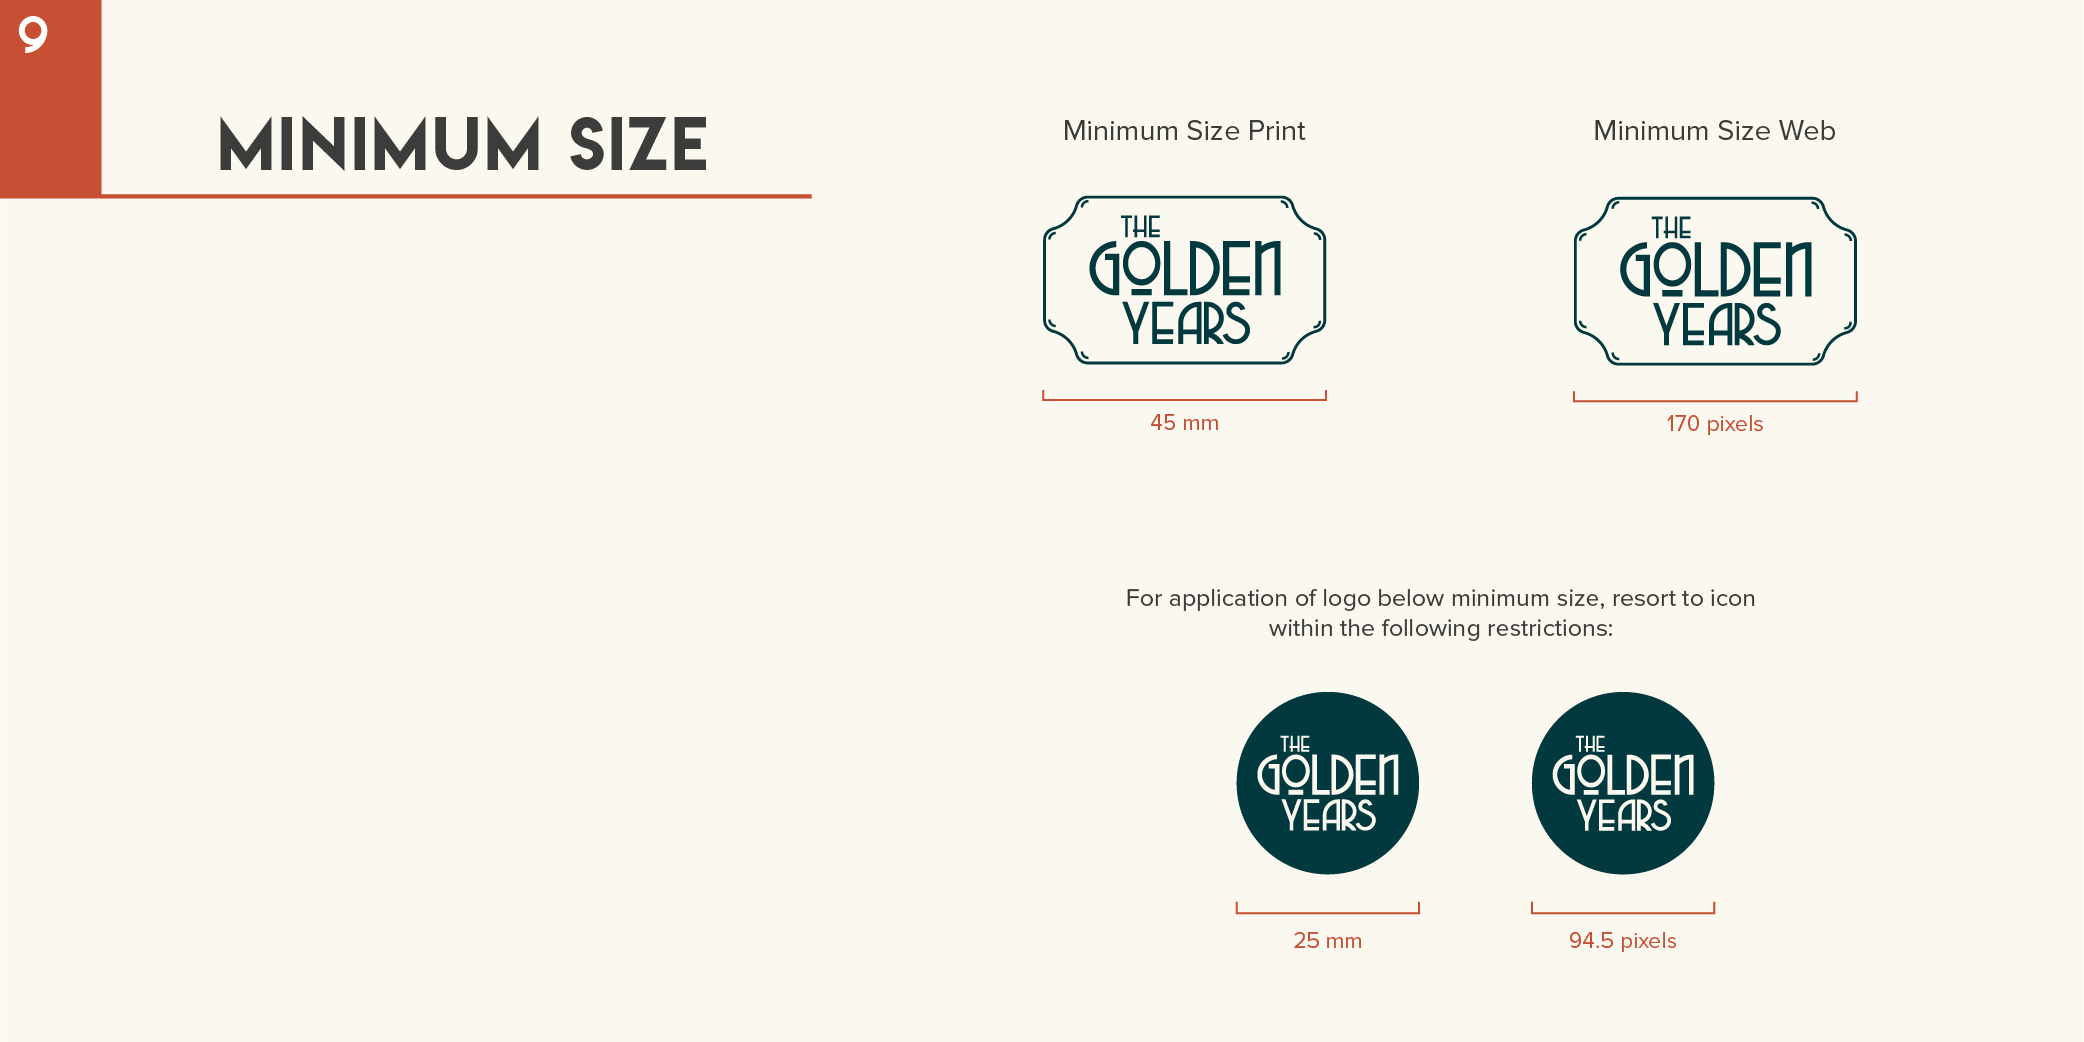 9
MINIMUM SIZE
Minimum Size Print
THE
GOLDEN
YEARS
45 mm
Minimum Size Web
THE
GOLDEN
YEARS
170 pixels
For application of logo below minimum size, resort to icon
within the following restrictions:
THE
GOLDEN
YEARS
25 mm
THE
GOLDEN
YEARS
94.5 pixels